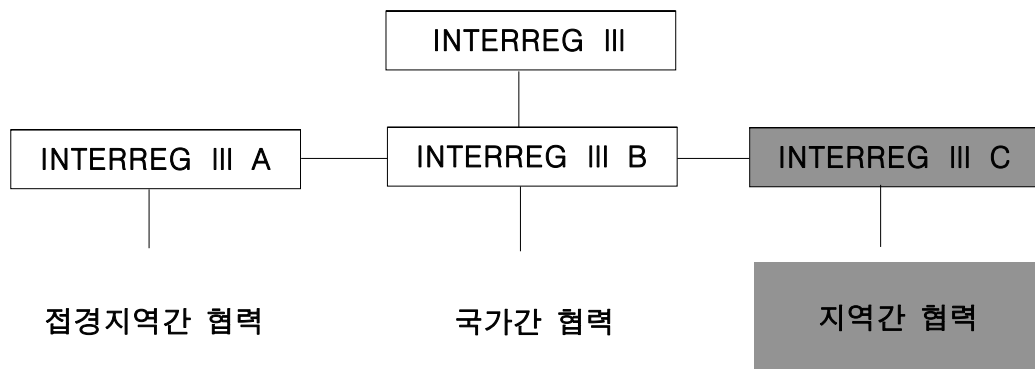 INTERREG Ⅲ
INTERREG Ⅲ A
INTERREG Ⅲ B
INTERREG Ⅲ C
접경지역간 협력
국가간 협력
지역간 협력